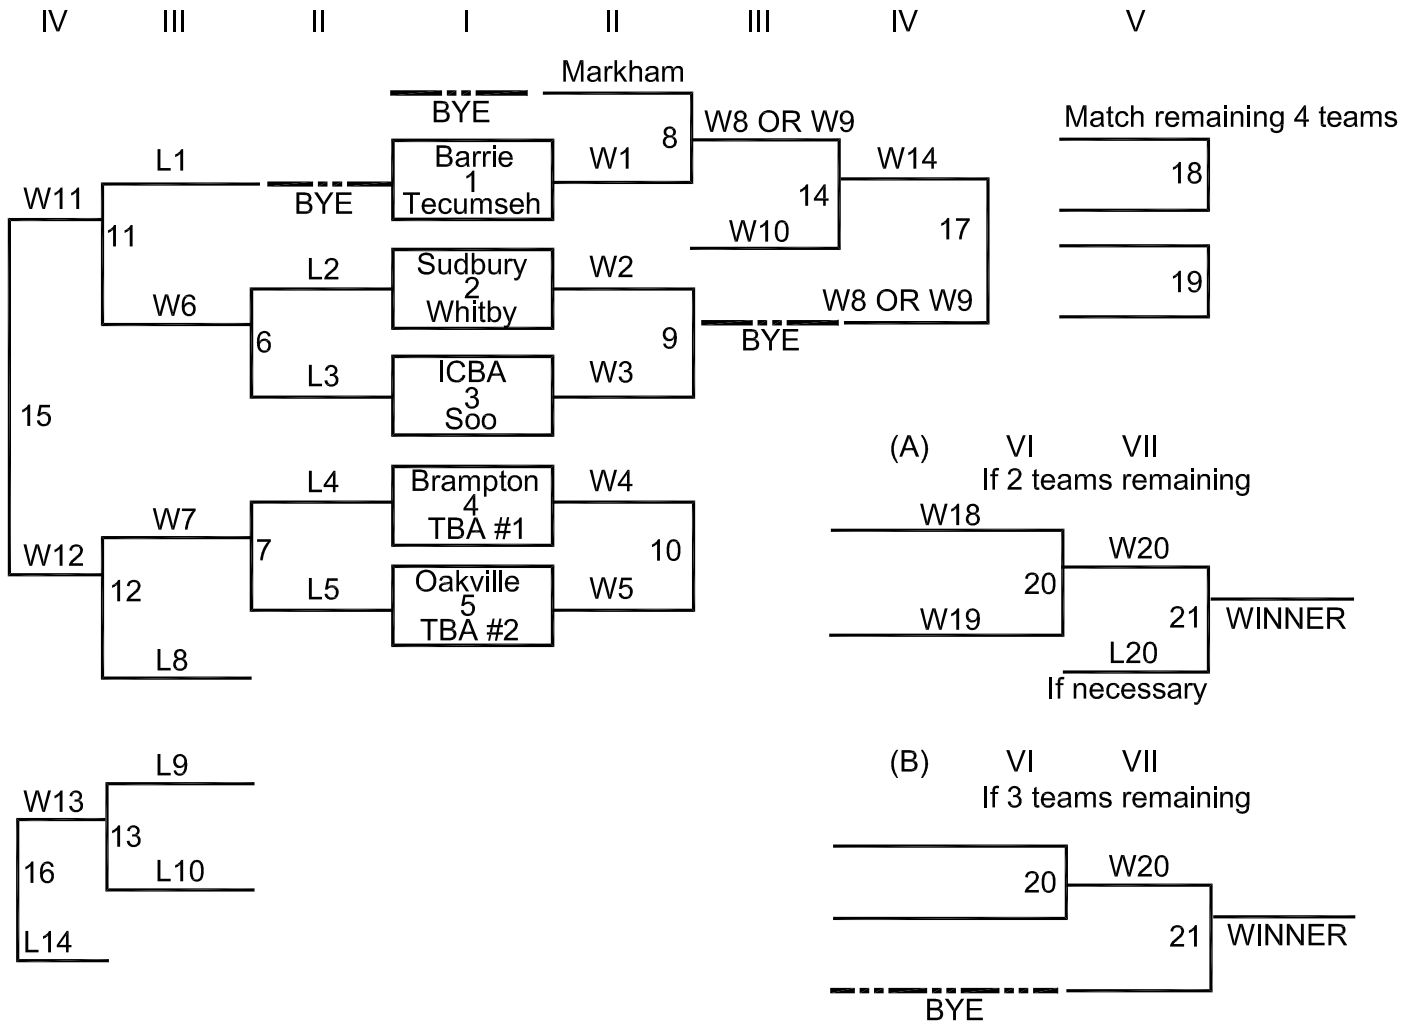 IV III II I II III IV V
Markham
BYE
W8 OR W9
Match remaining 4 teams
L1
Barrie
1
Tecumseh
W1
8
W14
18
W11
BYE
14
11
W10
17
L2
Sudbury
2
Whitby
W2
19
W6
W8 OR W9
6
9
BYE
L3
ICBA
3
Soo
W3
15
(A) VI VII
If 2 teams remaining
L4
Brampton
4
TBA #1
W4
W18
W7
W12
7
10
W20
12
L5
Oakville
5
TBA #2
W5
20
W19
21
WINNER
L8
L20
If necessary
L9
(B) VI VII
If 3 teams remaining
W13
13
16
L10
20
W20
L14
21
WINNER
BYE